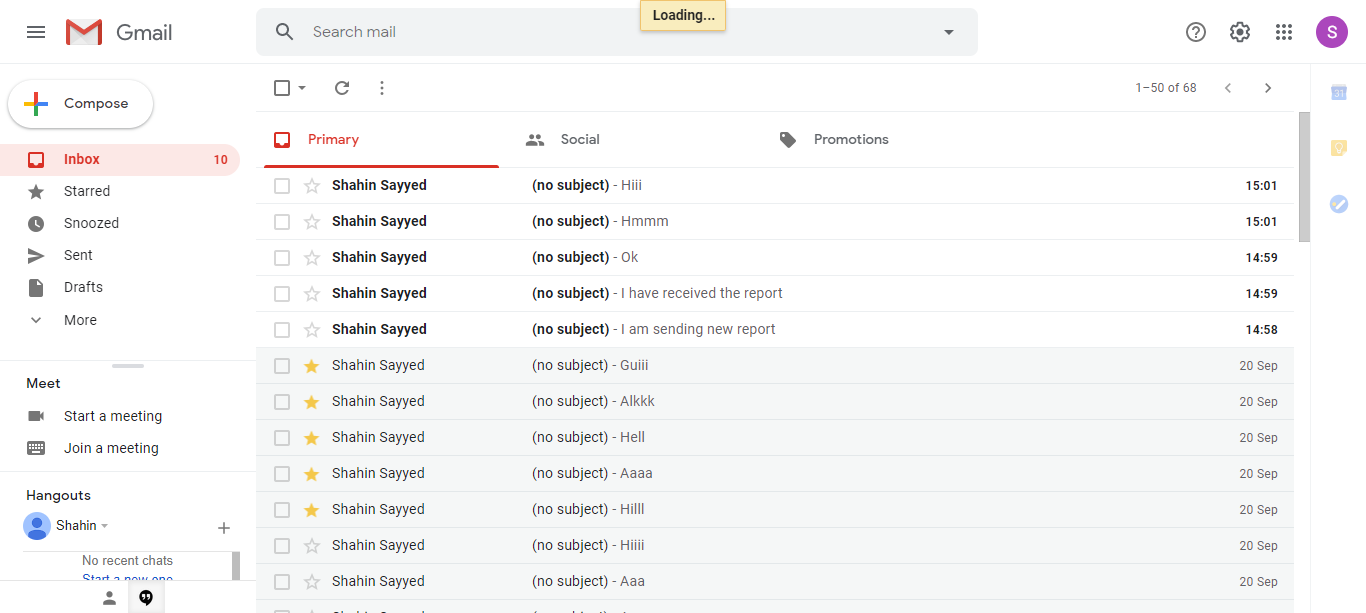 Loading...
Gmail
Search mail
S
Compose
1–50 of 68
31
Primary
Social
Promotions
Inbox 10
Starred
Snoozed
Sent
Drafts
More
Shahin Sayyed (no subject) - Hiii 15:01
Shahin Sayyed (no subject) - Hmmm 15:01
Shahin Sayyed (no subject) - Ok 14:59
Shahin Sayyed (no subject) - I have received the report 14:59
Shahin Sayyed (no subject) - I am sending new report 14:58
Shahin Sayyed (no subject) - Guiii 20 Sep
Shahin Sayyed (no subject) - Alkkk 20 Sep
Shahin Sayyed (no subject) - Hell 20 Sep
Shahin Sayyed (no subject) - Aaaa 20 Sep
Shahin Sayyed (no subject) - Hilll 20 Sep
Shahin Sayyed (no subject) - Hiiii 20 Sep
Shahin Sayyed (no subject) - Aaa 20 Sep
Meet
Start a meeting
Join a meeting
Hangouts
Shahin
No recent chats
Start a new one